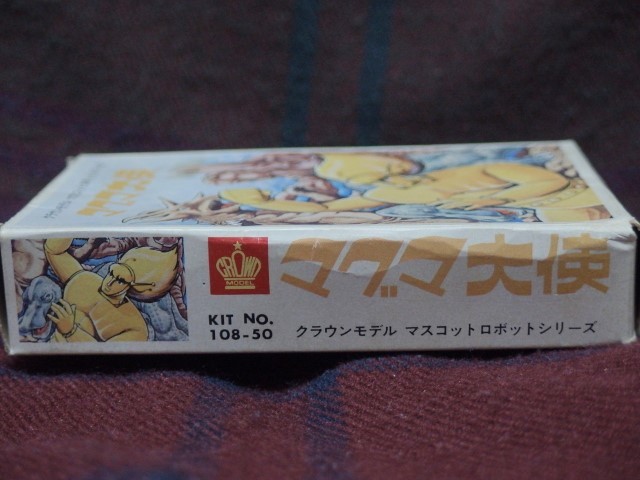 CROWN
MODEL
マグマ大使
KIT NO.
108-50
クラウンモデル マスコットロボットシリーズ